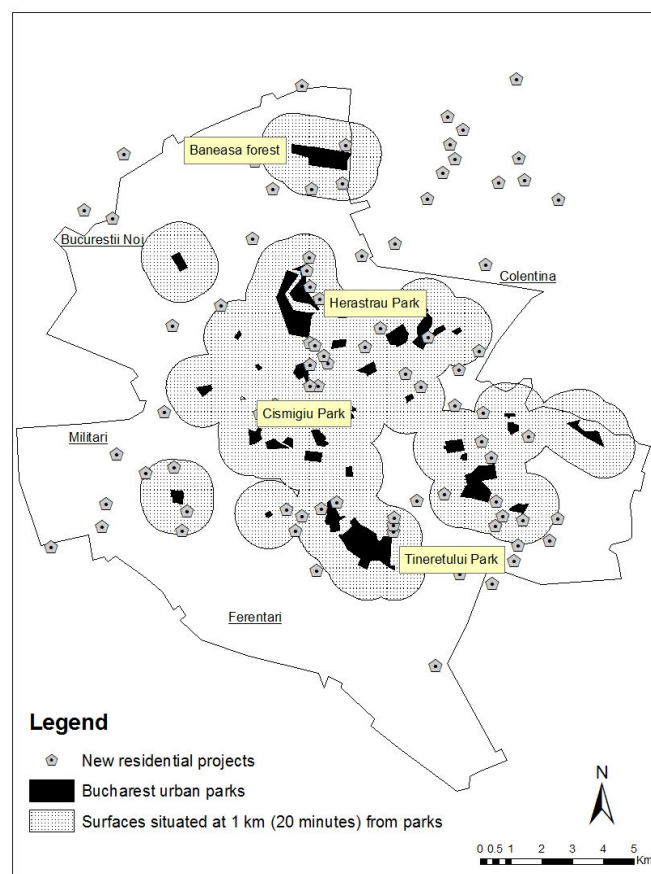 Baneasa forest
Bucurestii Noi
Colentina
Herastrau Park
Cismigiu Park
Militari
Tineretului Park
Ferentari
Legend
New residential projects
Bucharest urban parks
Surfaces situated at 1 km (20 minutes) from parks
N
0 0.5 1 2 3 4 5
Km